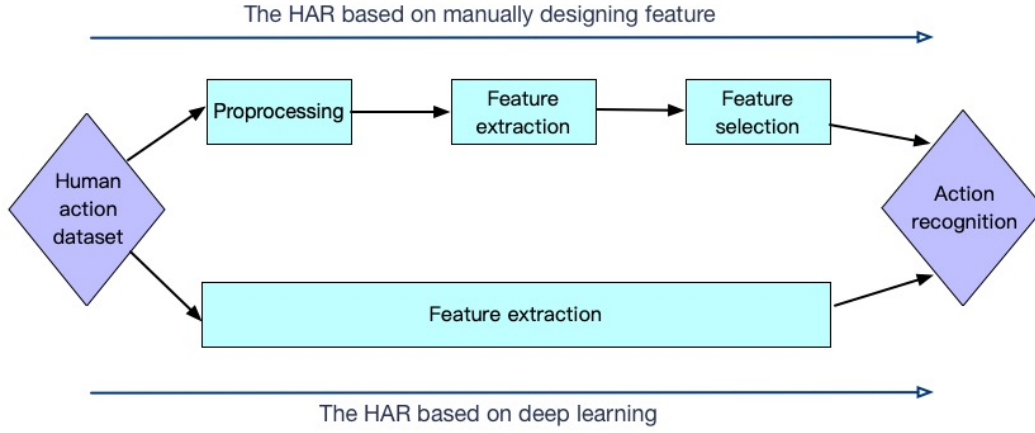 The HAR based on manually designing feature
Proprocessing
Feature
extraction
Feature
selection
Human
action
dataset
Action
recognition
Feature extraction
The HAR based on deep learning